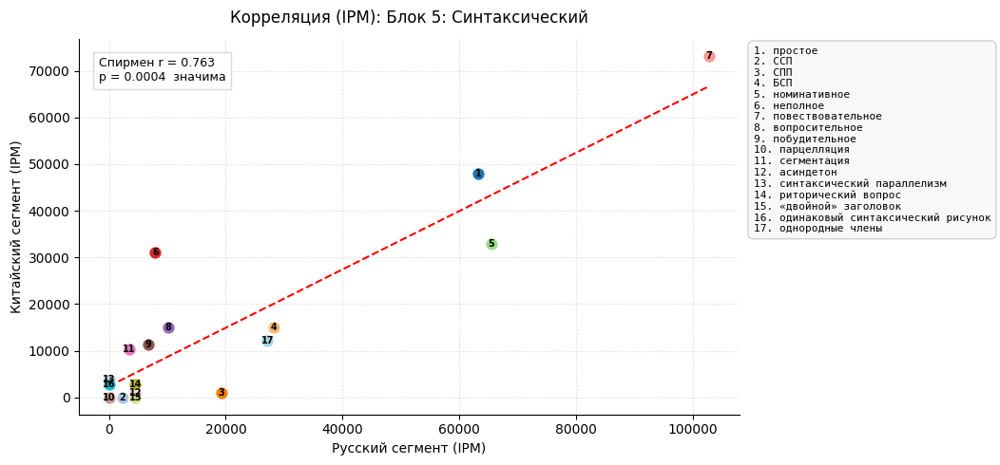 Корреляция (IPM): Блок 5: Синтаксический
Спирмен r = 0.763
p = 0.0004 значима
Китайский сегмент (IPM)
70000
60000
50000
40000
30000
20000
10000
0
7
1
5
6
8
4
9
17
11
13
16
14
12
3
10
2
15
0
20000
40000
60000
80000
100000
Русский сегмент (IPM)
1. простое
2. ССП
3. СПП
4. БСП
5. номинативное
6. неполное
7. повествовательное
8. вопросительное
9. побудительное
10. парцелляция
11. сегментация
12. асиндетон
13. синтаксический параллелизм
14. риторический вопрос
15. «двойной» заголовок
16. одинаковый синтаксический рисунок
17. однородные члены